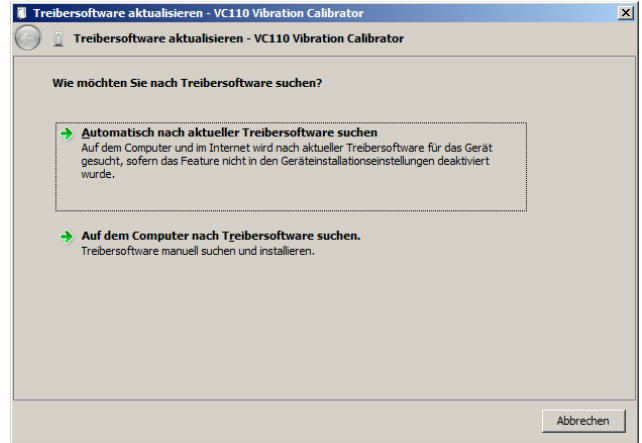 Treibersoftware aktualisieren - VC110 Vibration Calibrator
Treibersoftware aktualisieren - VC110 Vibration Calibrator
Wie möchten Sie nach Treibersoftware suchen?
Automatisch nach aktueller Treibersoftware suchen
Auf dem Computer und im Internet wird nach aktueller Treibersoftware für das Gerät
gesucht, sofern das Feature nicht in den Geräteinstallationseinstellungen deaktiviert
wurde.
Auf dem Computer nach Treibersoftware suchen.
Treibersoftware manuell suchen und installieren.
Abbrechen